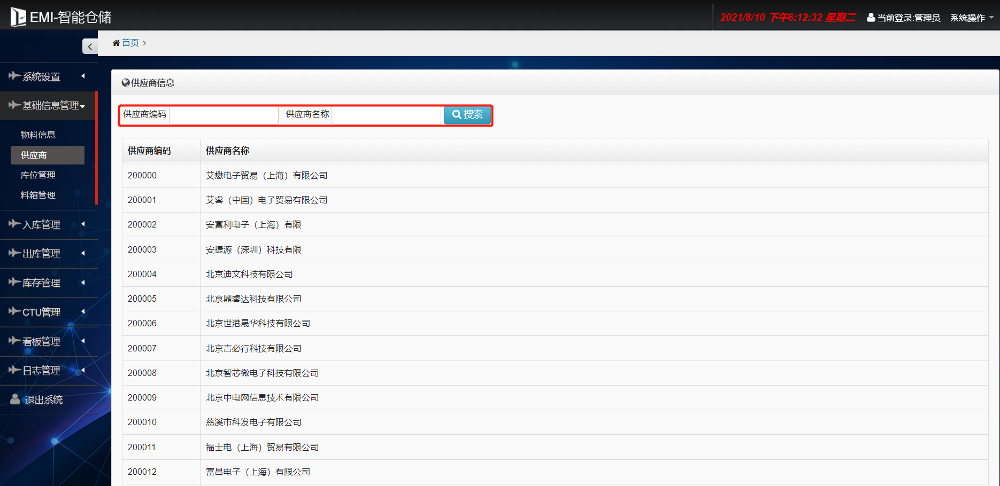 EMI-智能仓储
2021/8/10 下午6:12:32 星期二
当前登录:管理员
系统操作
首页
系统设置
基础信息管理
物料信息
供应商
库位管理
料箱管理
入库管理
出库管理
库存管理
CTU管理
看板管理
日志管理
退出系统
供应商信息
供应商编码 供应商名称 搜索
供应商编码 供应商名称
200000 艾懋电子贸易（上海）有限公司
200001 艾睿（中国）电子贸易有限公司
200002 安富利电子（上海）有限
200003 安捷源（深圳）科技有限
200004 北京迪文科技有限公司
200005 北京鼎睿达科技有限公司
200006 北京世港晟华科技有限公司
200007 北京言必行科技有限公司
200008 北京智芯微电子科技有限公司
200009 北京中电网信息技术有限公司
200010 慈溪市科发电子有限公司
200011 福士电（上海）贸易有限公司
200012 富昌电子（上海）有限公司